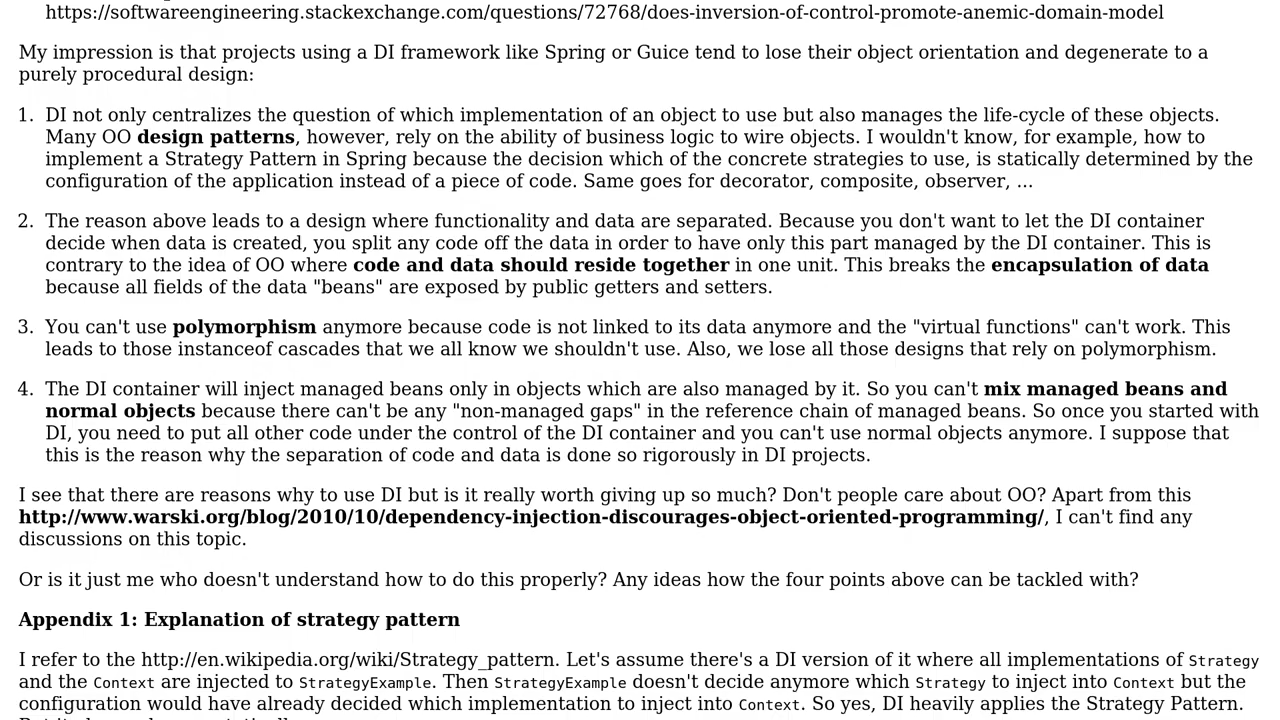 https://softwareengineering.stackexchange.com/questions/72768/does-inversion-of-control-promote-anemic-domain-model
My impression is that projects using a DI framework like Spring or Guice tend to lose their object orientation and degenerate to a
purely procedural design:
1. DI not only centralizes the question of which implementation of an object to use but also manages the life-cycle of these objects.
Many OO design patterns, however, rely on the ability of business logic to wire objects. I wouldn't know, for example, how to
implement a Strategy Pattern in Spring because the decision which of the concrete strategies to use, is statically determined by the
configuration of the application instead of a piece of code. Same goes for decorator, composite, observer, ...
2. The reason above leads to a design where functionality and data are separated. Because you don't want to let the DI container
decide when data is created, you split any code off the data in order to have only this part managed by the DI container. This is
contrary to the idea of OO where code and data should reside together in one unit. This breaks the encapsulation of data
because all fields of the data "beans" are exposed by public getters and setters.
3. You can't use polymorphism anymore because code is not linked to its data anymore and the "virtual functions" can't work. This
leads to those instanceof cascades that we all know we shouldn't use. Also, we lose all those designs that rely on polymorphism.
4. The DI container will inject managed beans only in objects which are also managed by it. So you can't mix managed beans and
normal objects because there can't be any "non-managed gaps" in the reference chain of managed beans. So once you started with
DI, you need to put all other code under the control of the DI container and you can't use normal objects anymore. I suppose that
this is the reason why the separation of code and data is done so rigorously in DI projects.
I see that there are reasons why to use DI but is it really worth giving up so much? Don't people care about OO? Apart from this
http://www.warski.org/blog/2010/10/dependency-injection-discourages-object-oriented-programming/, I can't find any
discussions on this topic.
Or is it just me who doesn't understand how to do this properly? Any ideas how the four points above can be tackled with?
Appendix 1: Explanation of strategy pattern
I refer to the http://en.wikipedia.org/wiki/Strategy_pattern. Let's assume there's a DI version of it where all implementations of Strategy
and the Context are injected to StrategyExample. Then StrategyExample doesn't decide anymore which Strategy to inject into Context but the
configuration would have already decided which implementation to inject into Context. So yes, DI heavily applies the Strategy Pattern.